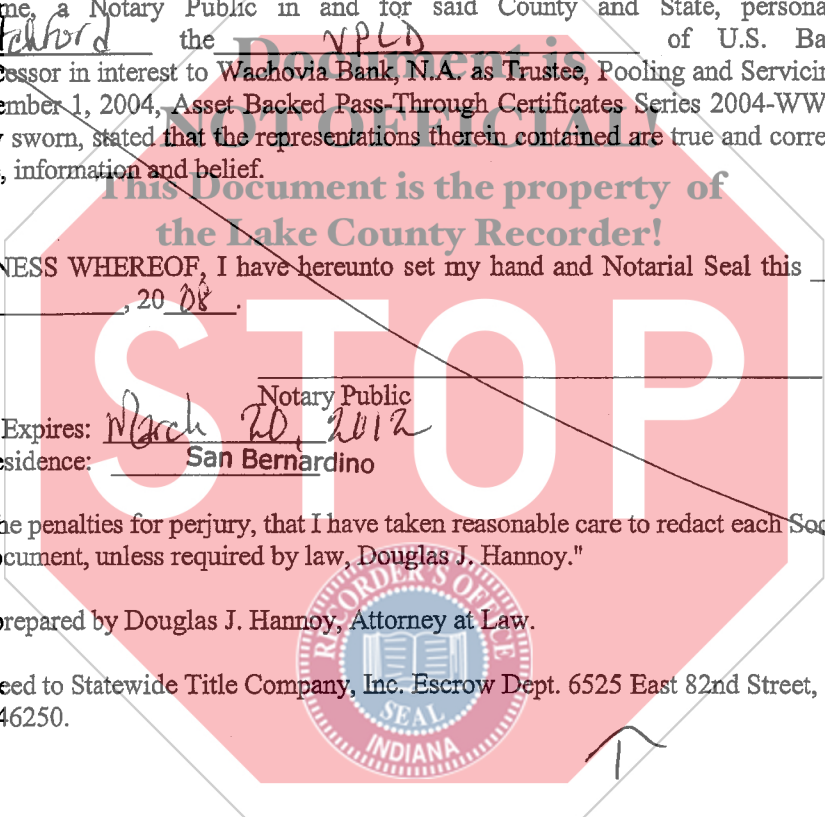 me, a Notary Public in and for said County and State, persona
the VPLD of U.S. Ba
cessor in interest to Wachovia Bank, N.A. as Trustee, Pooling and Servicin
ember 1, 2004, Asset Backed Pass-Through Certificates Series 2004-WW
y sworn, stated that the representations therein contained are true and corre
, information and belief.
Document is
NOT OFFICIAL!
This Document is the property of
the Lake County Recorder!
NESS WHEREOF, I have hereunto set my hand and Notarial Seal this
, 20 08 .
STOP
Notary Public
Expires: March 20, 2012
sidence: San Bernardino
he penalties for perjury, that I have taken reasonable care to redact each Soc
ocument, unless required by law, Douglas J. Hannoy."
prepared by Douglas J. Hannoy, Attorney at Law.
eed to Statewide Title Company, Inc. Escrow Dept. 6525 East 82nd Street,
46250.
RECORDER'S OFFICE
SEAL
INDIANA